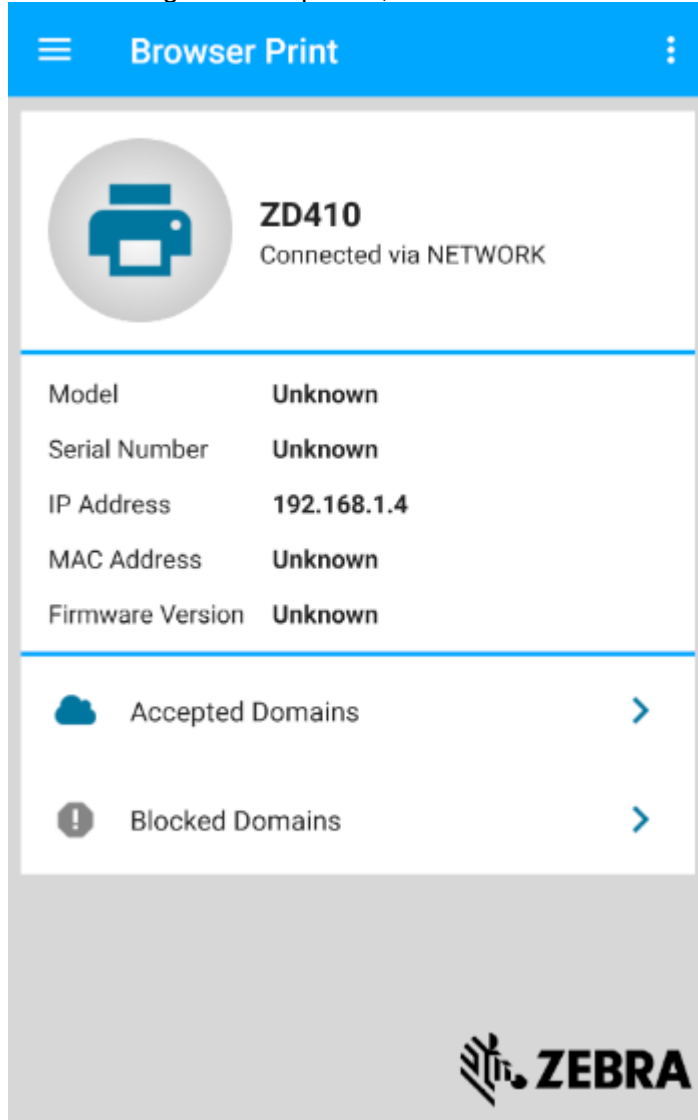 Browser Print
ZD410
Connected via NETWORK
Model Unknown
Serial Number Unknown
IP Address 192.168.1.4
MAC Address Unknown
Firmware Version Unknown
Accepted Domains
Blocked Domains
ZEBRA